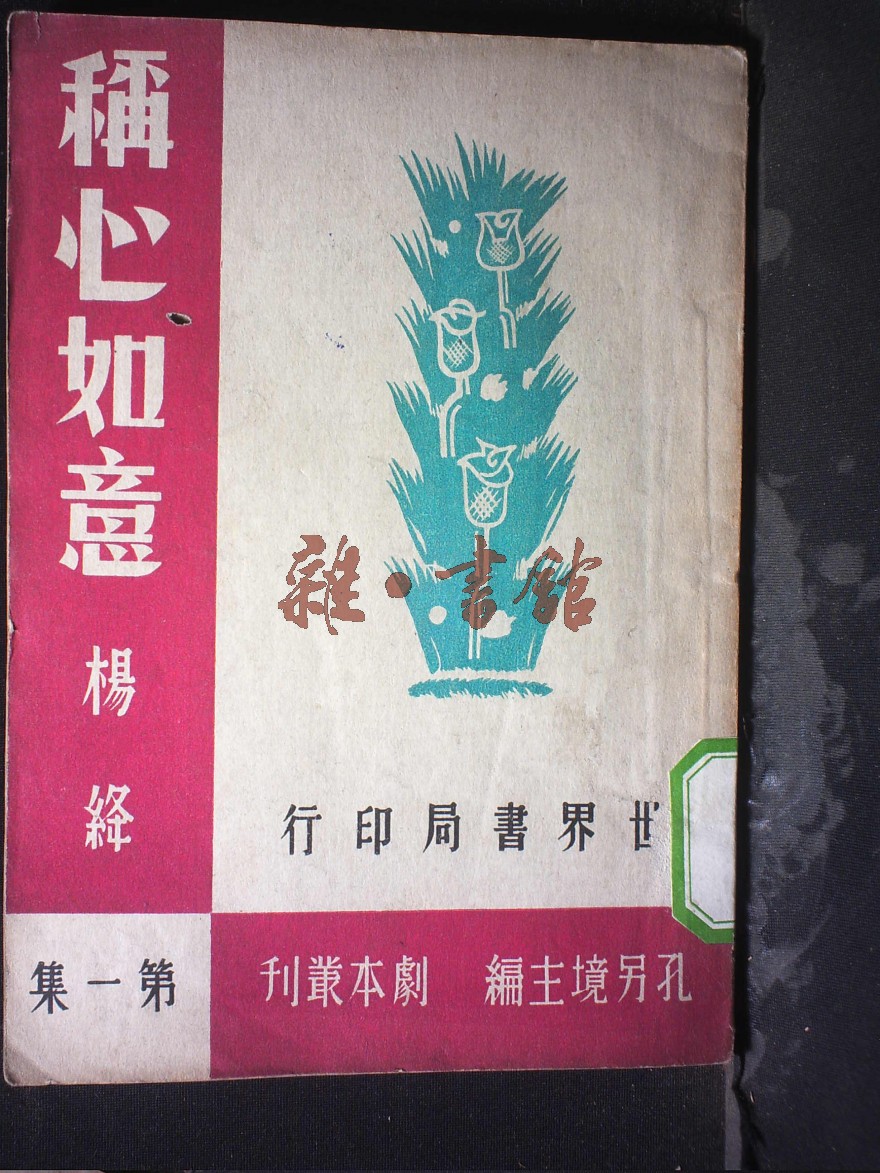 稱心如意
楊絳
雜·書館
世界書局印行
孔另境主編 劇本叢刊
第一集